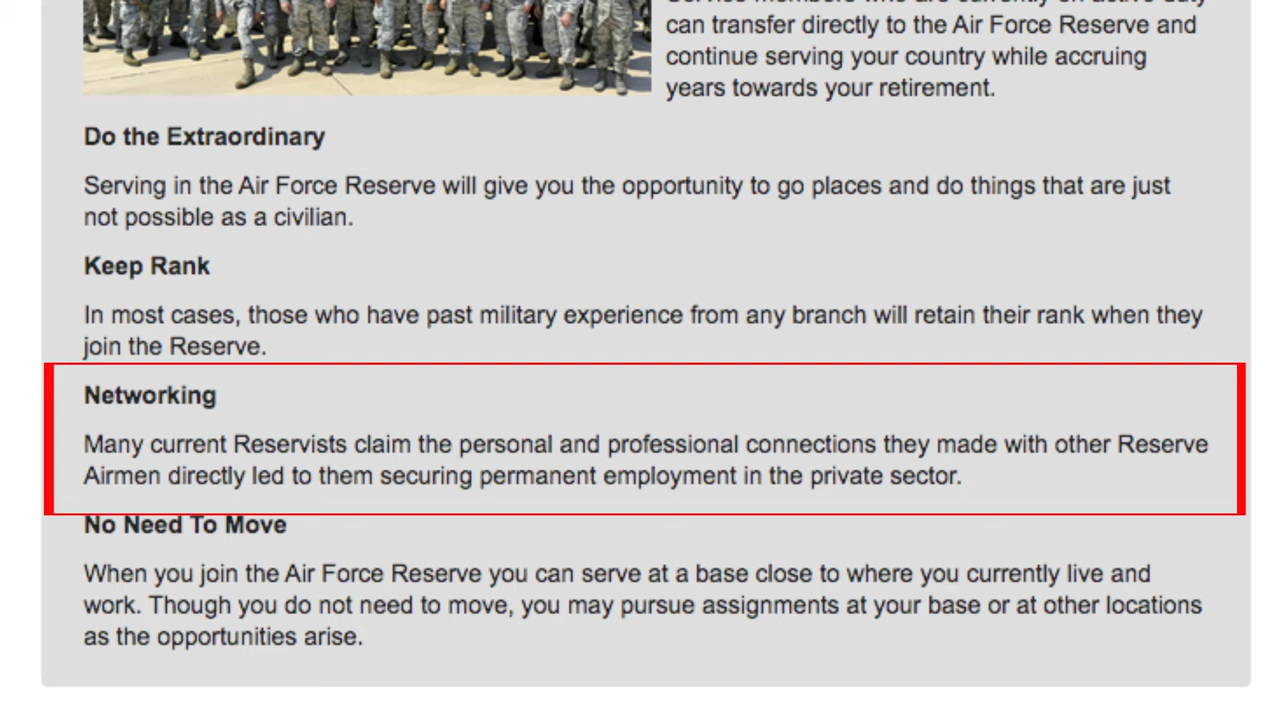 can transfer directly to the Air Force Reserve and
continue serving your country while accruing
years towards your retirement.
Do the Extraordinary
Serving in the Air Force Reserve will give you the opportunity to go places and do things that are just
not possible as a civilian.
Keep Rank
In most cases, those who have past military experience from any branch will retain their rank when they
join the Reserve.
Networking
Many current Reservists claim the personal and professional connections they made with other Reserve
Airmen directly led to them securing permanent employment in the private sector.
No Need To Move
When you join the Air Force Reserve you can serve at a base close to where you currently live and
work. Though you do not need to move, you may pursue assignments at your base or at other locations
as the opportunities arise.